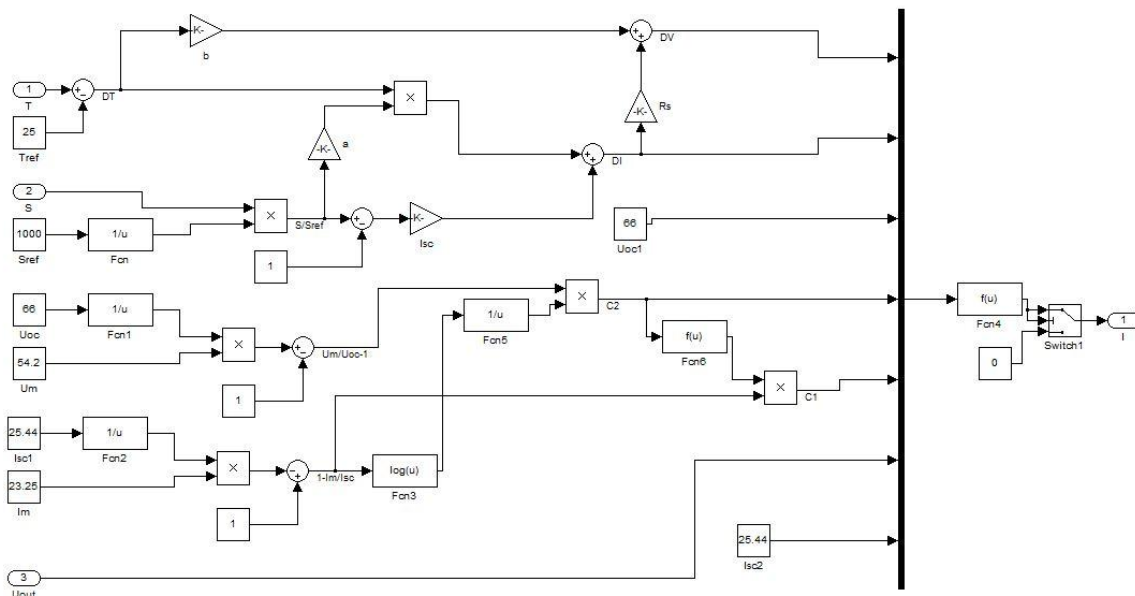 K-
b
DV
1
T
DT
25
Tref
-K-
a
-K-
Rs
DI
2
S
1000
Sref
1/u
Fcn
S/Sref
1
K-
Isc
66
Uoc1
66
Uoc
1/u
Fcn1
54.2
Um
1
Um/Uoc-1
1/u
Fcn5
C2
f(u)
Fcn6
C1
f(u)
Fcn4
0
Switch1
1
I
25.44
Isc1
1/u
Fcn2
23.25
Im
1
1-Im/Isc
log(u)
Fcn3
25.44
Isc2
3
Uout